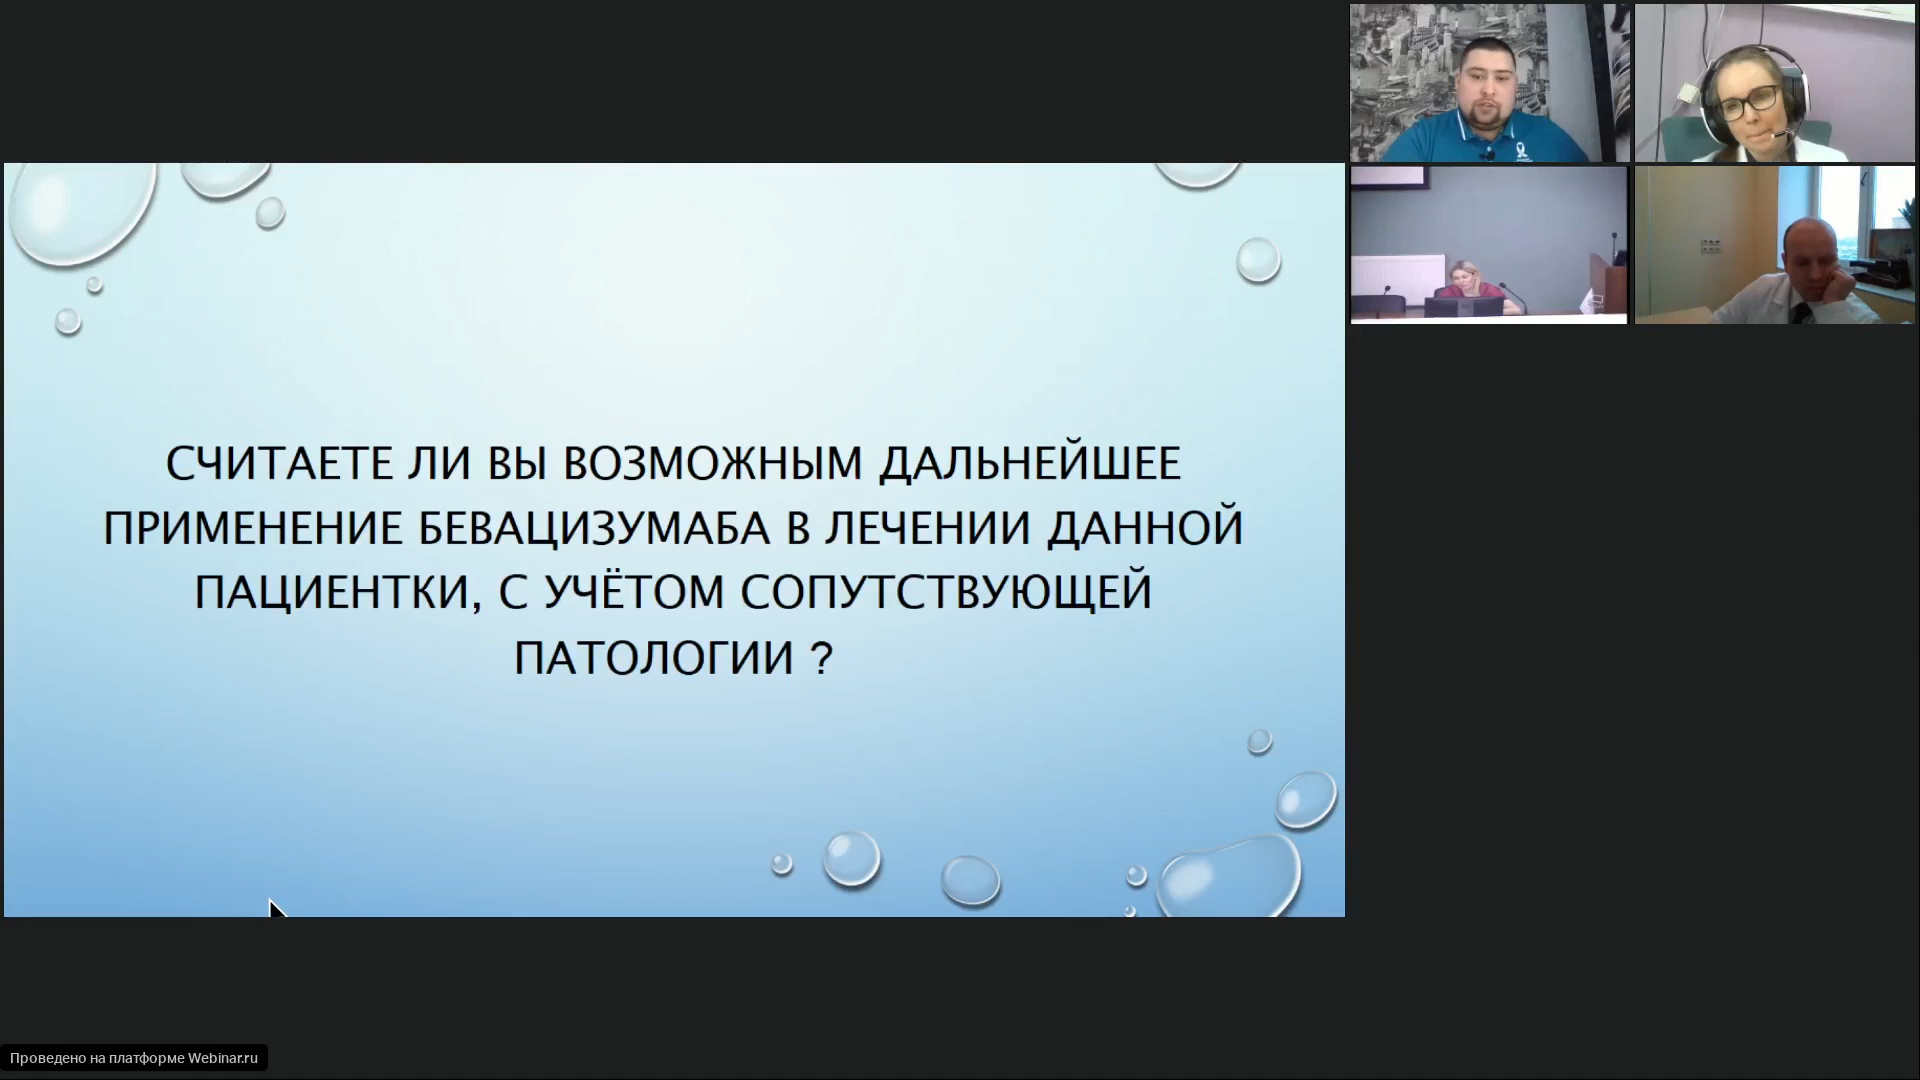 СЧИТАЕТЕ ЛИ ВЫ ВОЗМОЖНЫМ ДАЛЬНЕЙШЕЕ
ПРИМЕНЕНИЕ БЕВАЦИЗУМАБА В ЛЕЧЕНИИ ДАННОЙ
ПАЦИЕНТКИ, С УЧЁТОМ СОПУТСТВУЮЩЕЙ
ПАТОЛОГИИ ?
Проведено на платформе Webinar.ru